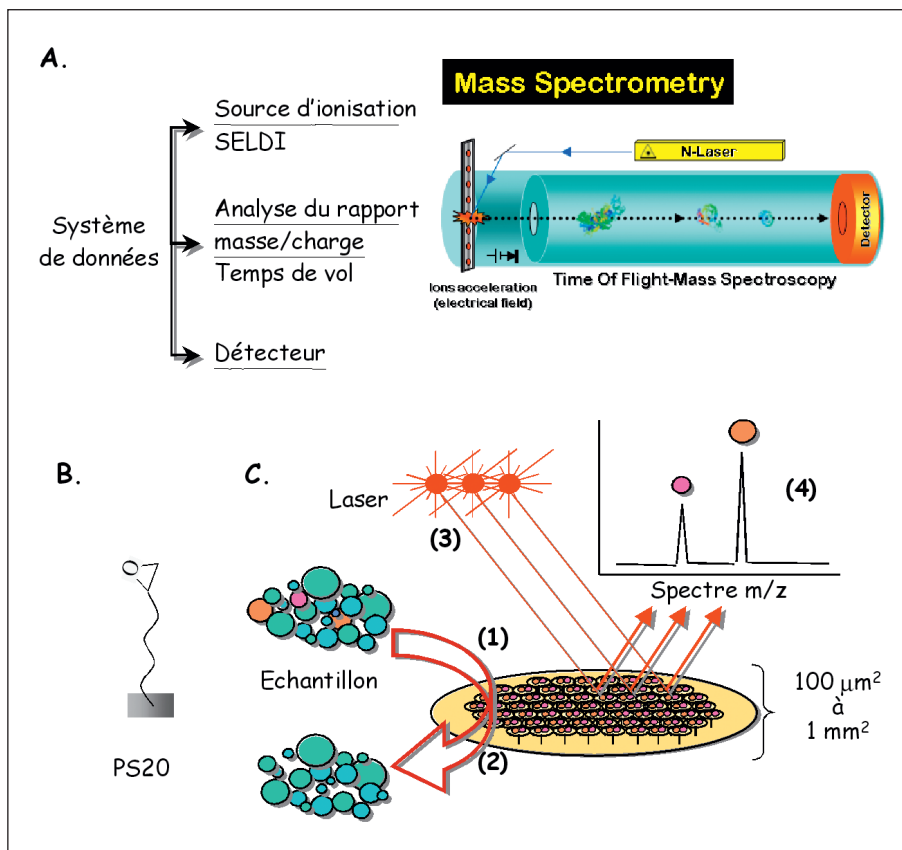 A.
Mass Spectrometry
Source d'ionisation
SELDI
N-Laser
Analyse du rapport
masse/charge
Temps de vol
Système
de données
Detector
Ions acceleration
(electrical field)
Time Of Flight-Mass Spectroscopy
Détecteur
B.
C.
Laser
(3)
(4)
Spectre m/z
O
(1)
Echantillon
(2)
100 µm²
à
1 mm²
PS20